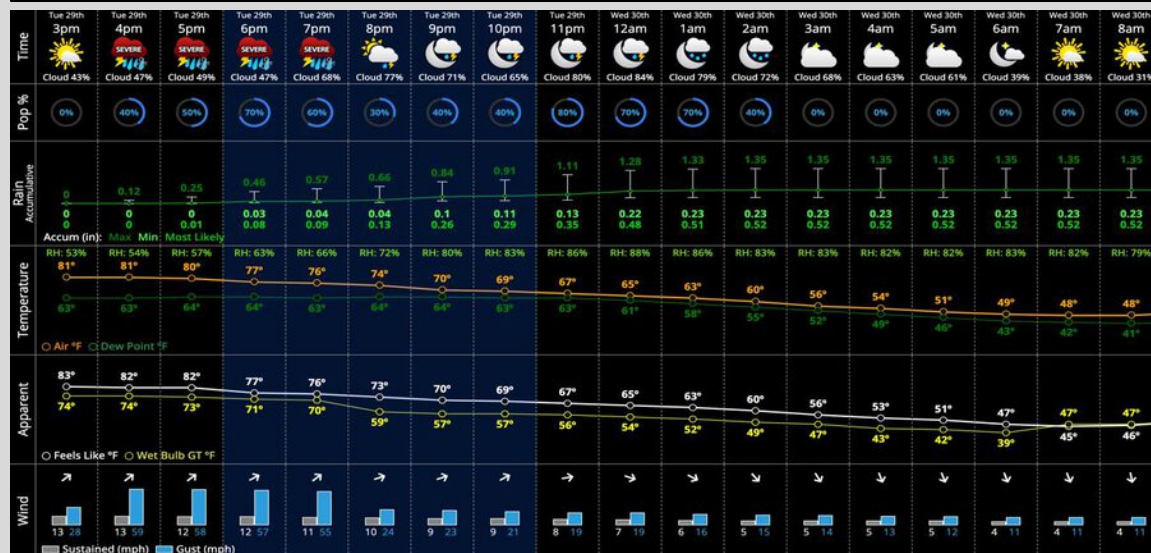 Tue 29th Tue 29th Tue 29th Tue 29th Tue 29th Tue 29th Tue 29th Tue 29th Tue 29th Wed 30th Wed 30th Wed 30th Wed 30th Wed 30th Wed 30th Wed 30th Wed 30th Wed 30th
Time 3pm 4pm 5pm 6pm 7pm 8pm 9pm 10pm 11pm 12am 1am 2am 3am 4am 5am 6am 7am 8am
SEVERE SEVERE SEVERE SEVERE
Cloud 43% Cloud 47% Cloud 49% Cloud 47% Cloud 68% Cloud 77% Cloud 71% Cloud 65% Cloud 80% Cloud 84% Cloud 79% Cloud 72% Cloud 68% Cloud 63% Cloud 61% Cloud 39% Cloud 38% Cloud 31%
Pop % 0% 40% 50% 70% 60% 30% 40% 40% 80% 70% 70% 40% 0% 0% 0% 0% 0% 0%
Rain Accumulative
0 0.12 0.25 0.46 0.57 0.66 0.84 0.91 1.11 1.28 1.33 1.35 1.35 1.35 1.35 1.35 1.35 1.35
0 0 0 0.03 0.04 0.04 0.1 0.11 0.13 0.22 0.23 0.23 0.23 0.23 0.23 0.23 0.23 0.23
0 0 0.01 0.08 0.09 0.13 0.26 0.29 0.35 0.48 0.51 0.52 0.52 0.52 0.52 0.52 0.52 0.52
Accum (in): Max Min Most Likely
RH: 53% RH: 54% RH: 57% RH: 63% RH: 66% RH: 72% RH: 80% RH: 83% RH: 86% RH: 88% RH: 86% RH: 83% RH: 83% RH: 82% RH: 82% RH: 83% RH: 82% RH: 79%
Temperature
81° 81° 80° 77° 76° 74° 70° 69° 67° 65° 63° 60° 56° 54° 51° 49° 48° 48°
63° 63° 64° 64° 63° 64° 64° 63° 63° 61° 58° 55° 52° 49° 46° 43° 42° 41°
Air °F Dew Point °F
Apparent
83° 82° 82° 77° 76° 73° 70° 69° 67° 65° 63° 60° 56° 53° 51° 47° 45° 46°
74° 74° 73° 71° 70° 59° 57° 57° 56° 54° 52° 49° 47° 43° 42° 39° 47° 47°
Feels Like °F Wet Bulb GT °F
Wind
13 28 13 59 12 58 12 57 11 55 10 24 9 23 9 21 8 19 7 19 6 16 5 15 5 14 5 13 5 12 4 11 4 11 4 11
Sustained (mph) Gust (mph)